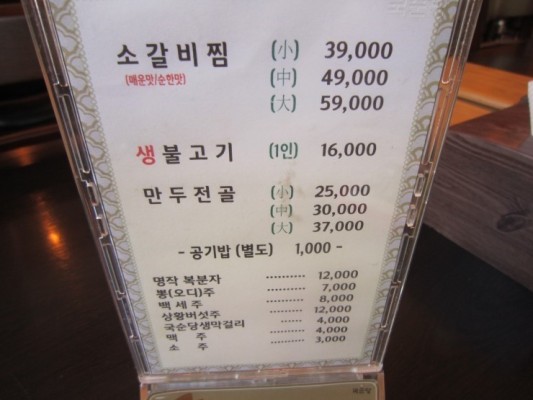 소갈비찜 (小) 39,000
(매운맛/순한맛) (中) 49,000
(大) 59,000
생불고기 (1인) 16,000
만두전골 (小) 25,000
(中) 30,000
(大) 37,000
- 공기밥 (별도) 1,000 -
명작 복분자 .......... 12,000
뽕(오디)주 .......... 7,000
백세주 .......... 8,000
상황버섯주 .......... 12,000
국순당생막걸리 ...... 4,000
맥 주 .......... 4,000
소 주 .......... 3,000